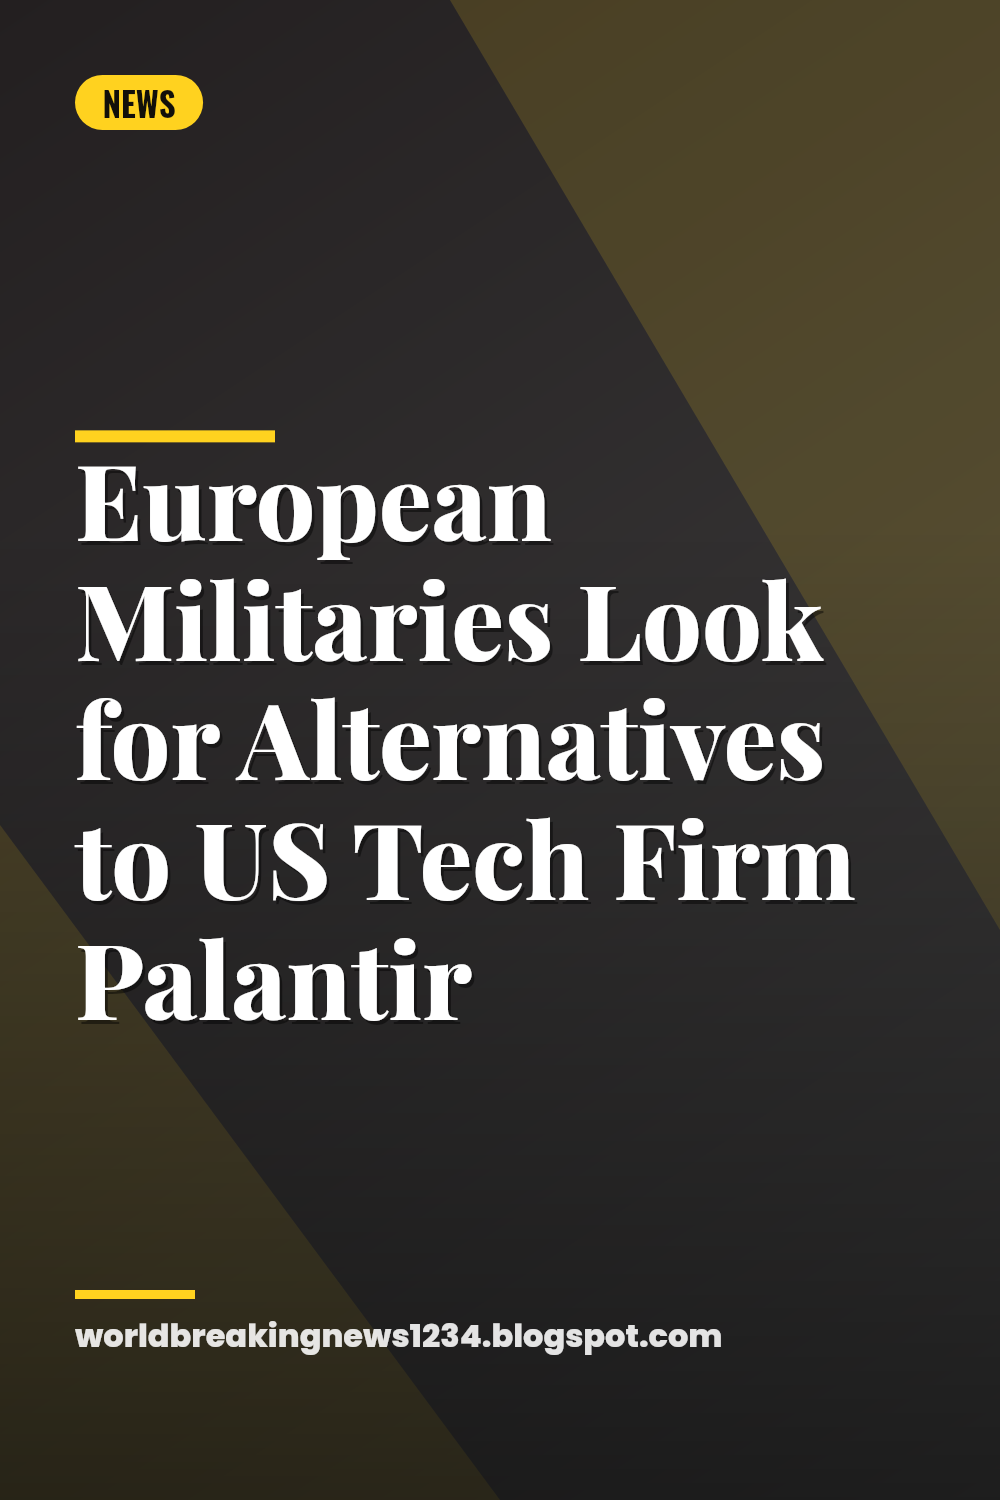 NEWS
European
Militaries Look
for Alternatives
to US Tech Firm
Palantir
worldbreakingnews1234.blogspot.com